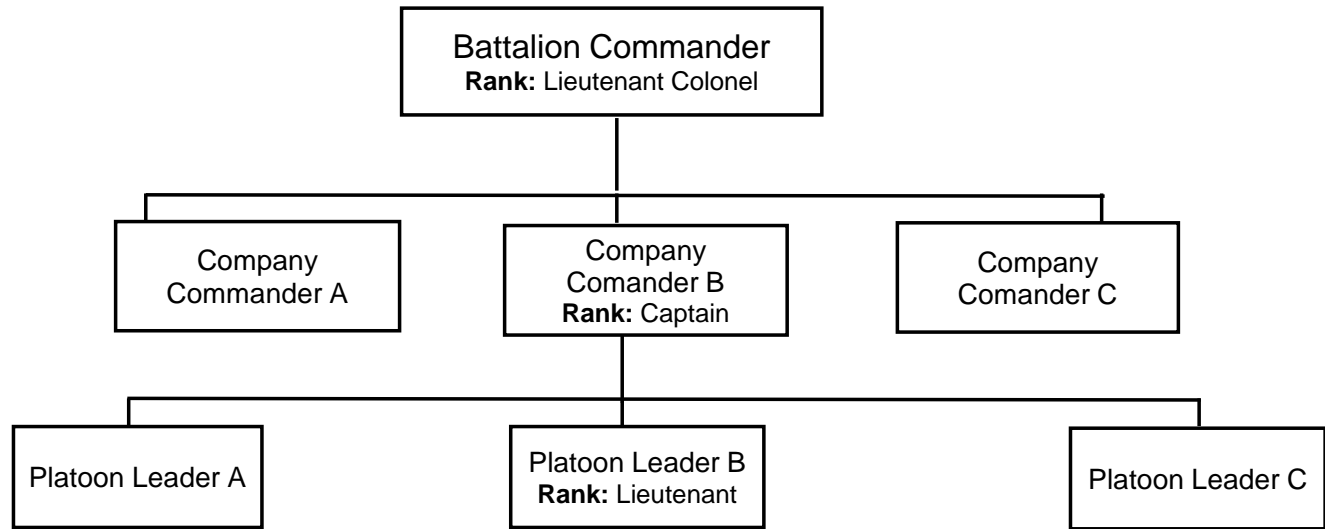 Battalion Commander
Rank: Lieutenant Colonel
Company
Commander A
Company
Comander B
Rank: Captain
Company
Comander C
Platoon Leader A
Platoon Leader B
Rank: Lieutenant
Platoon Leader C